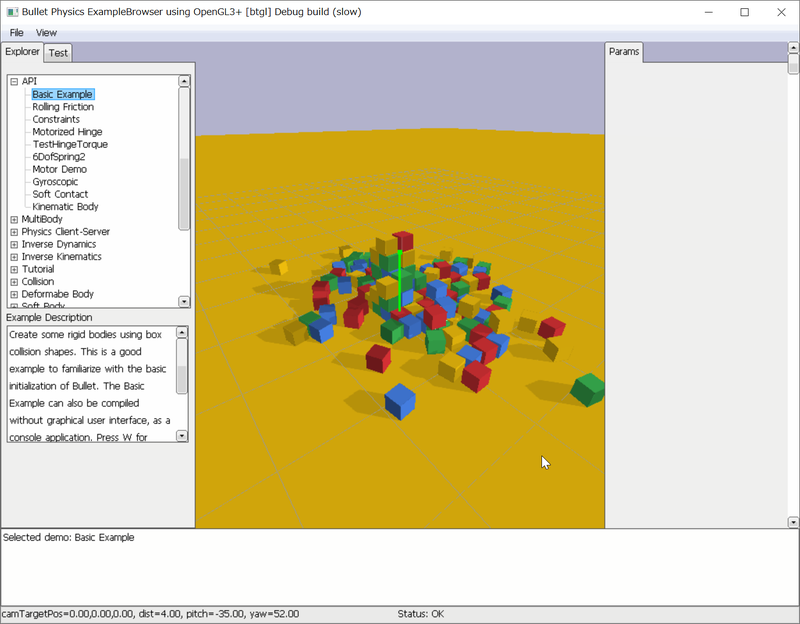 Bullet Physics ExampleBrowser using OpenGL3+ [btgl] Debug build (slow)
File View
Explorer Test
Params
API
Basic Example
Rolling Friction
Constraints
Motorized Hinge
TestHingeTorque
6DofSpring2
Motor Demo
Gyroscopic
Soft Contact
Kinematic Body
MultiBody
Physics Client-Server
Inverse Dynamics
Inverse Kinematics
Tutorial
Collision
Deformabe Body
Soft Body
Example Description
Create some rigid bodies using box
collision shapes. This is a good
example to familiarize with the basic
initialization of Bullet. The Basic
Example can also be compiled
without graphical user interface, as a
console application. Press W for
Selected demo: Basic Example
camTargetPos=0.00,0.00,0.00, dist=4.00, pitch=-35.00, yaw=52.00 Status: OK